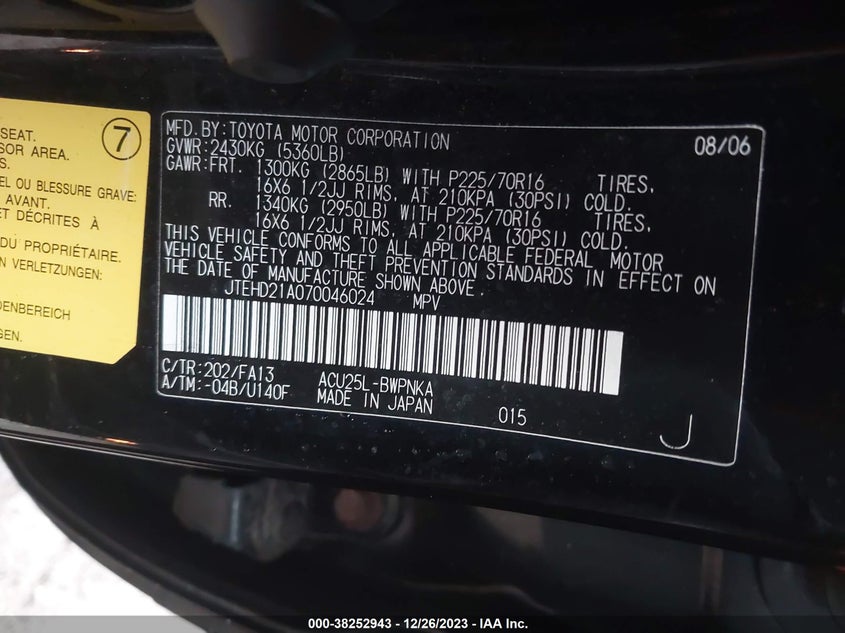 SEAT.
SOR AREA.
S.
EL OU BLESSURE GRAVE:
AVANT.
ET DÉCRITES À
DU PROPRIÉTAIRE.
EN VERLETZUNGEN:
DENBEREICH
GEN.
7
MFD.BY:TOYOTA MOTOR CORPORATION 08/06
GVWR:2430KG (5360LB)
GAWR:FRT. 1300KG (2865LB) WITH P225/70R16 TIRES,
16X6 1/2JJ RIMS, AT 210KPA (30PSI) COLD.
RR. 1340KG (2950LB) WITH P225/70R16 TIRES,
16X6 1/2JJ RIMS, AT 210KPA (30PSI) COLD.
THIS VEHICLE CONFORMS TO ALL APPLICABLE FEDERAL MOTOR
VEHICLE SAFETY AND THEFT PREVENTION STANDARDS IN EFFECT ON
THE DATE OF MANUFACTURE SHOWN ABOVE.
JTEHD21A070046024 MPV
C/TR:202/FA13 ACU25L-BWPNKA
A/TM:-04B/U140F MADE IN JAPAN 015
J
000-38252943 – 12/26/2023 – IAA Inc.